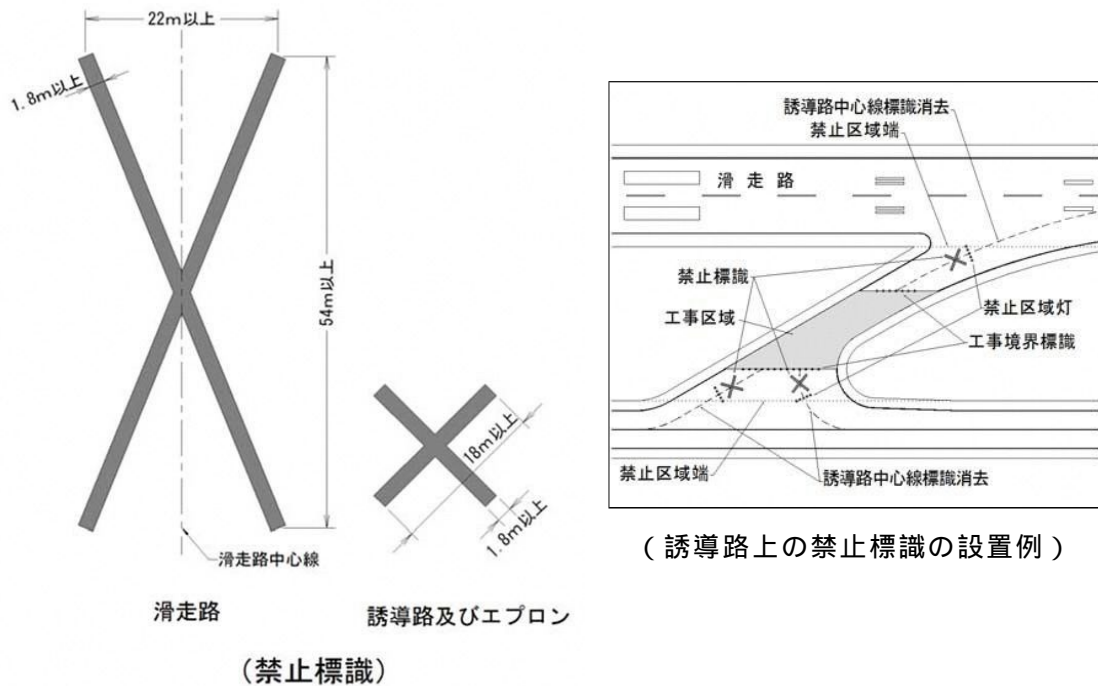 22m以上
1.8m以上
54m以上
滑走路中心線
18m以上
1.8m以上
滑走路
誘導路及びエプロン
(禁止標識)
誘導路中心線標識消去
禁止区域端
滑走路
禁止標識
工事区域
禁止区域灯
工事境界標識
禁止区域端
誘導路中心線標識消去
(誘導路上の禁止標識の設置例)